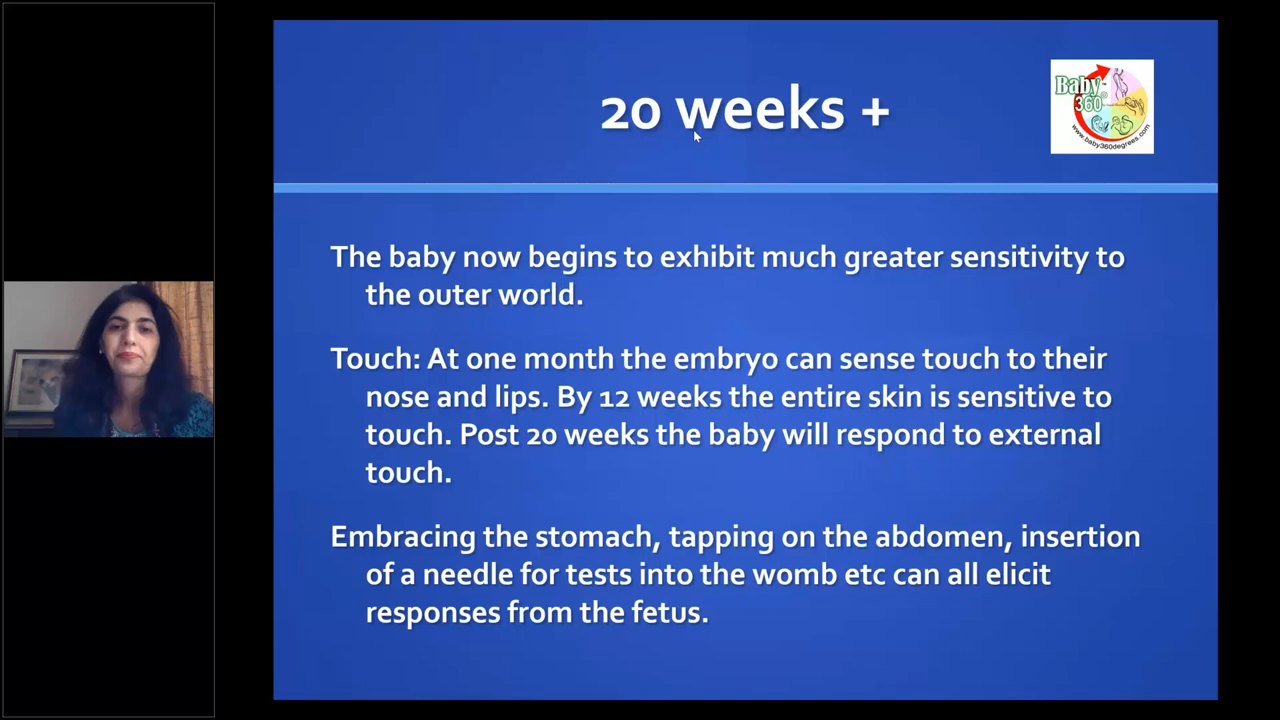 20 weeks +
Baby
360°
www.baby360degrees.com
The baby now begins to exhibit much greater sensitivity to
the outer world.
Touch: At one month the embryo can sense touch to their
nose and lips. By 12 weeks the entire skin is sensitive to
touch. Post 20 weeks the baby will respond to external
touch.
Embracing the stomach, tapping on the abdomen, insertion
of a needle for tests into the womb etc can all elicit
responses from the fetus.